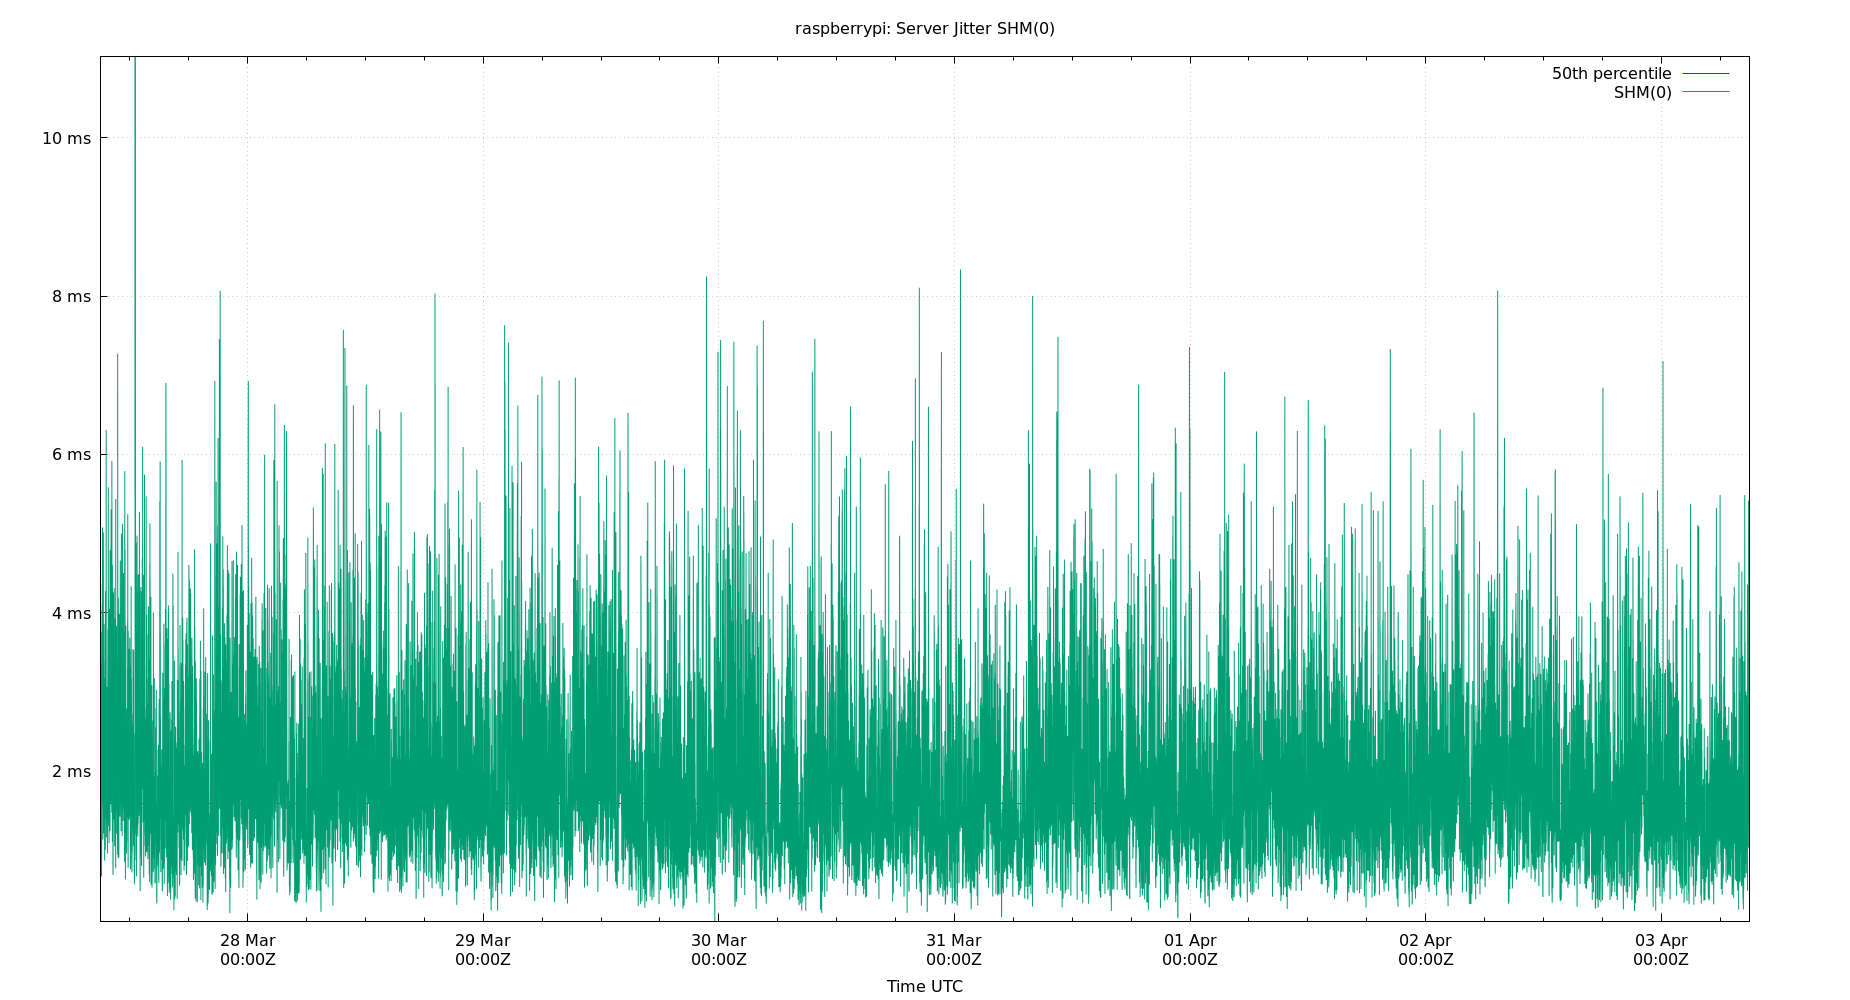 raspberrypi: Server Jitter SHM(0)
50th percentile
SHM(0)
10 ms
8 ms
6 ms
4 ms
2 ms
28 Mar 29 Mar 30 Mar 31 Mar 01 Apr 02 Apr 03 Apr
00:00Z 00:00Z 00:00Z 00:00Z 00:00Z 00:00Z 00:00Z
Time UTC